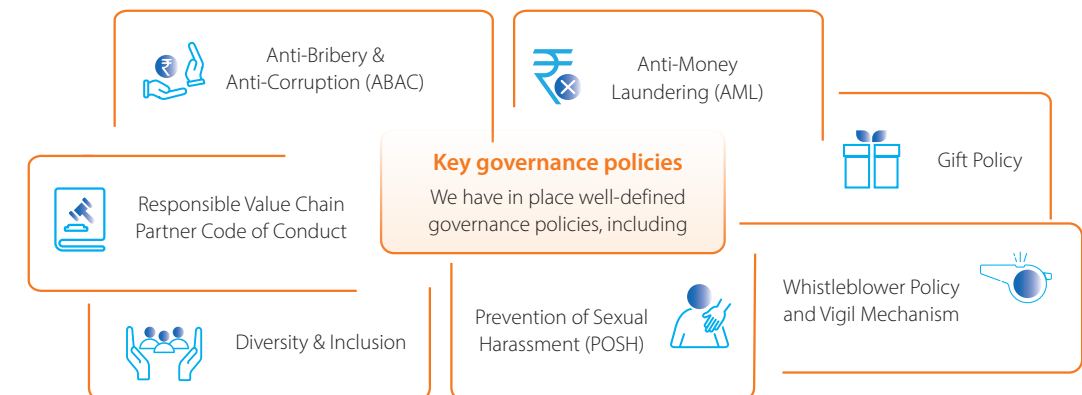 Anti-Bribery &
Anti-Corruption (ABAC)
Anti-Money
Laundering (AML)
Gift Policy
Key governance policies
We have in place well-defined
governance policies, including
Responsible Value Chain
Partner Code of Conduct
Whistleblower Policy
and Vigil Mechanism
Prevention of Sexual
Harassment (POSH)
Diversity & Inclusion